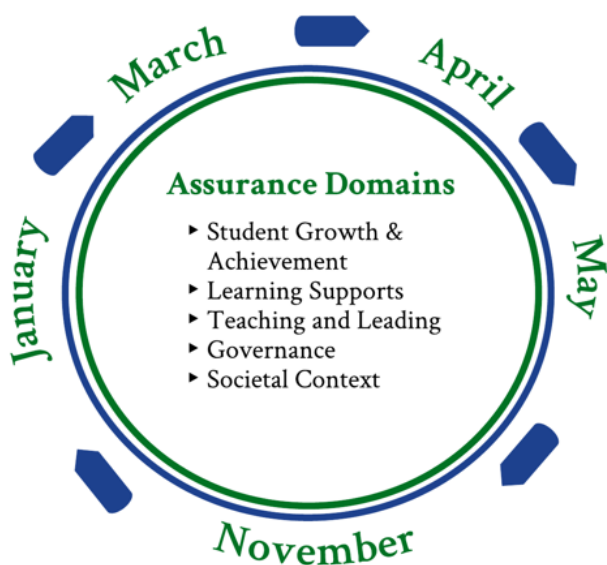 March
April
January
May
November
Assurance Domains
‣ Student Growth &
Achievement
‣ Learning Supports
‣ Teaching and Leading
‣ Governance
‣ Societal Context